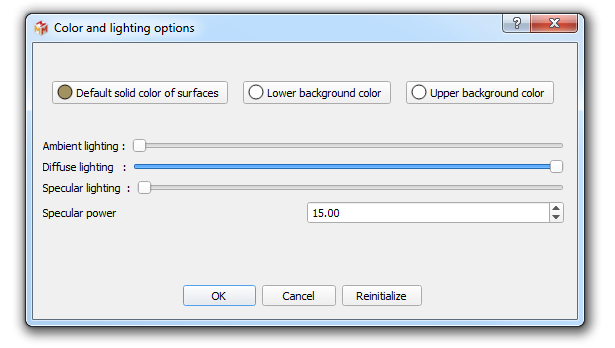 Color and lighting options
?
Default solid color of surfaces
Lower background color
Upper background color
Ambient lighting :
Diffuse lighting :
Specular lighting :
Specular power
15.00
OK
Cancel
Reinitialize